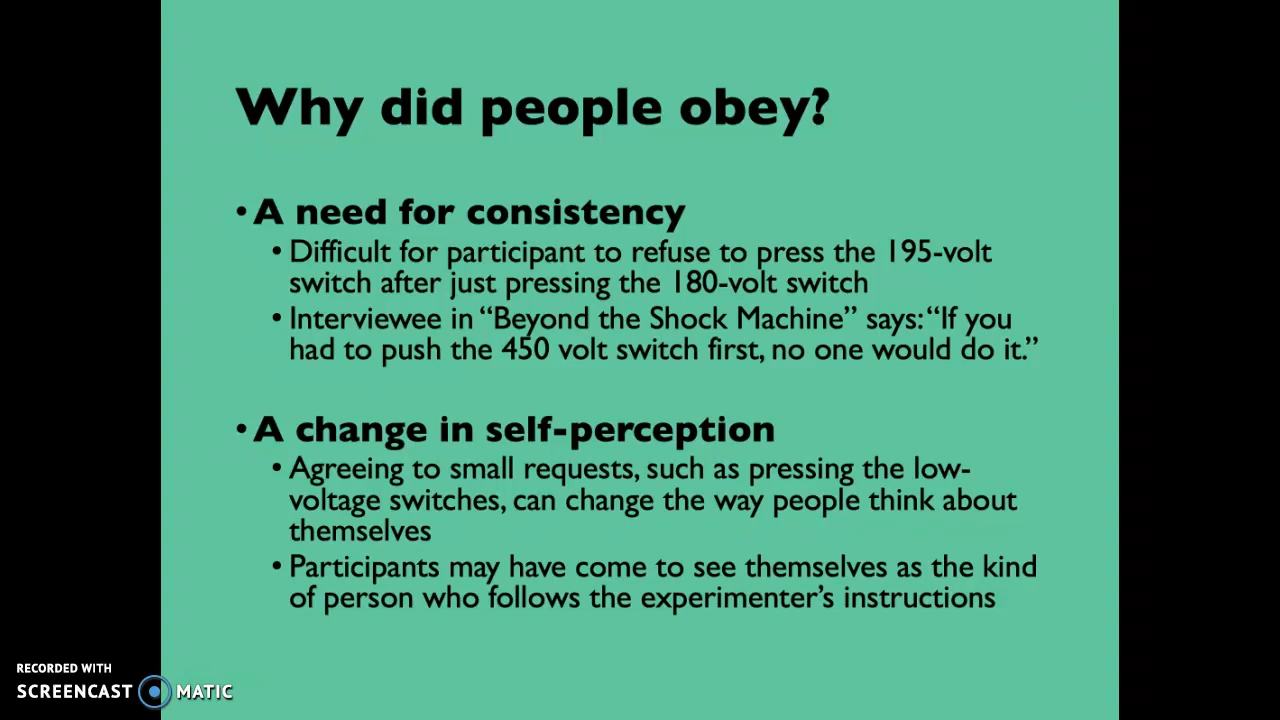 Why did people obey?
• A need for consistency
• Difficult for participant to refuse to press the 195-volt
switch after just pressing the 180-volt switch
• Interviewee in “Beyond the Shock Machine” says: “If you
had to push the 450 volt switch first, no one would do it.”
• A change in self-perception
• Agreeing to small requests, such as pressing the low-
voltage switches, can change the way people think about
themselves
• Participants may have come to see themselves as the kind
of person who follows the experimenter’s instructions
RECORDED WITH
SCREENCAST MATIC